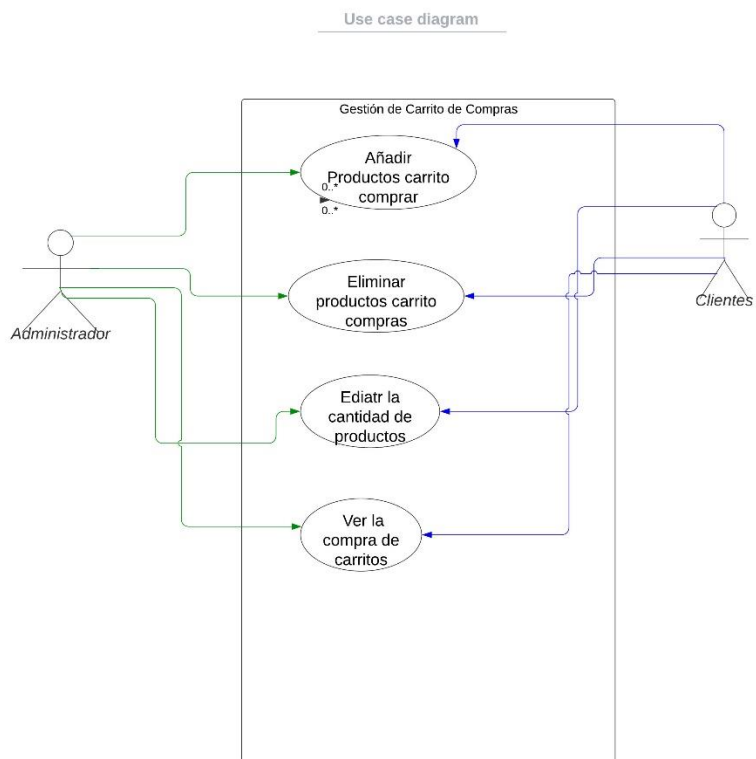 Use case diagram
Gestión de Carrito de Compras
Añadir
Productos carrito
comprar
0..*
0..*
Eliminar
productos carrito
compras
Administrador
Clientes
Ediatr la
cantidad de
productos
Ver la
compra de
carritos